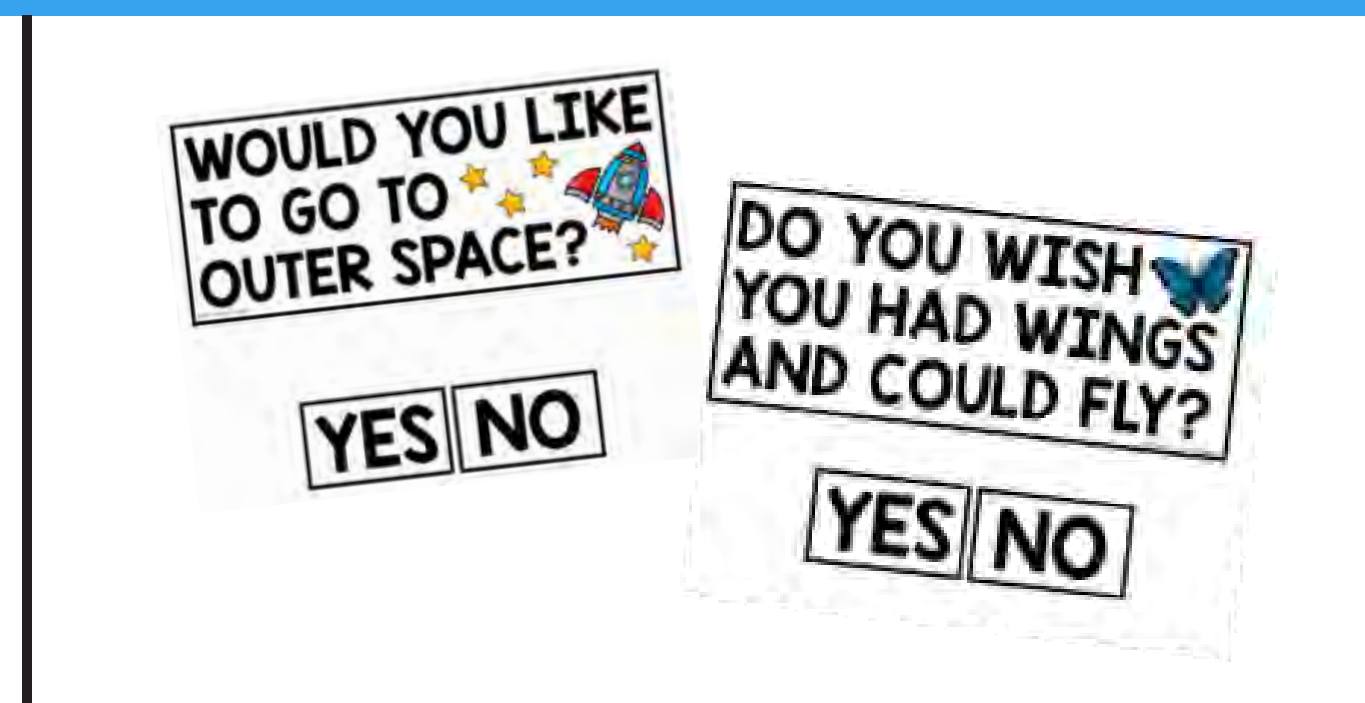 WOULD YOU LIKE
TO GO TO
OUTER SPACE?
YES NO
DO YOU WISH
YOU HAD WINGS
AND COULD FLY?
YES NO